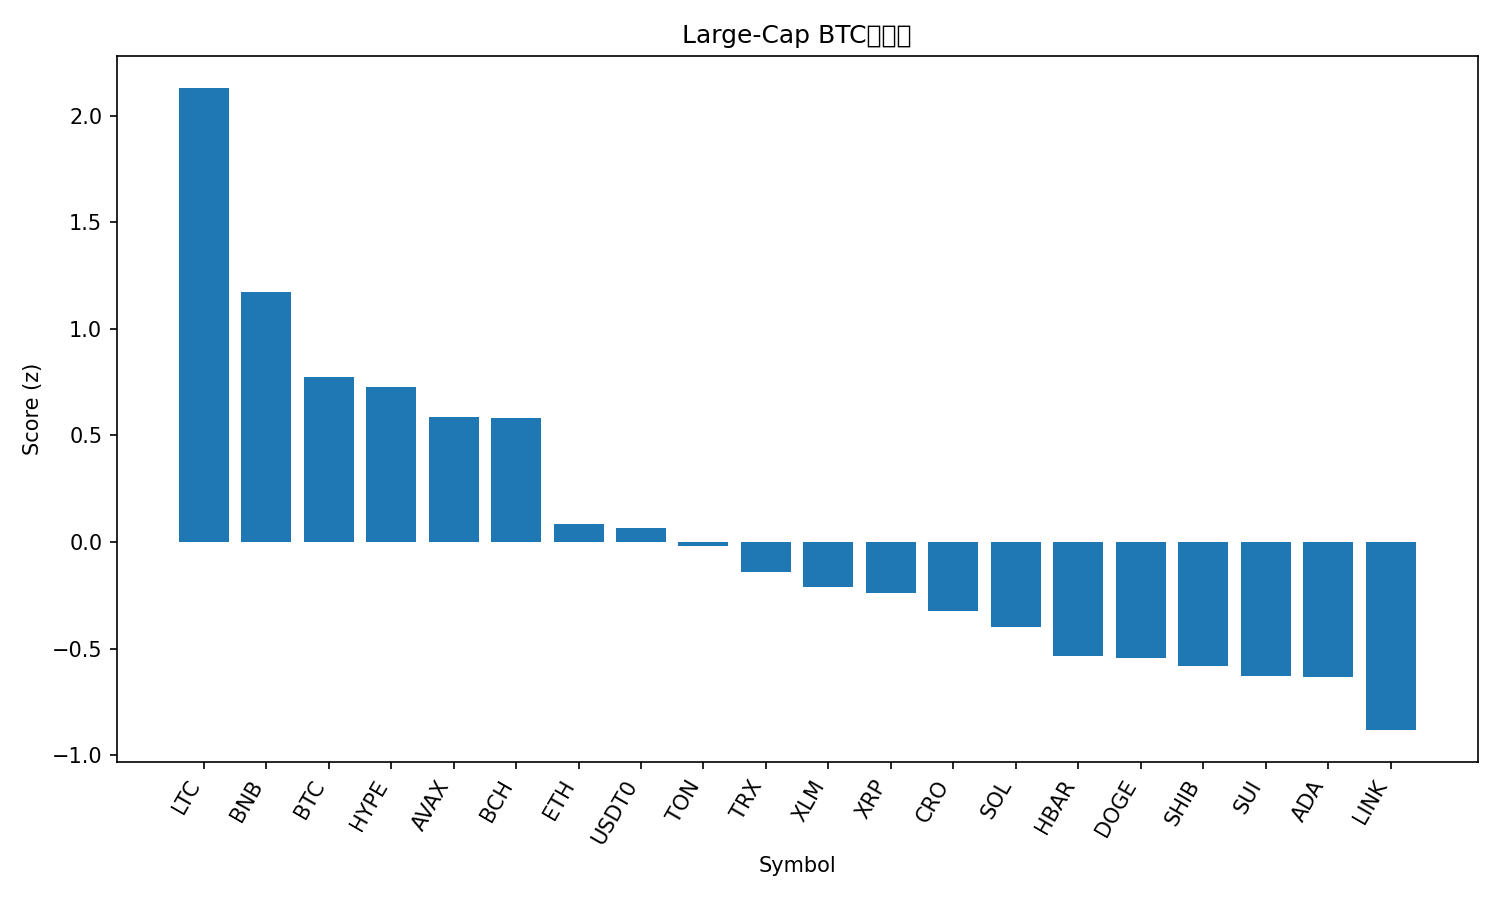 Large-Cap BTC
Score (z)
2.0
1.5
1.0
0.5
0.0
−0.5
−1.0
LTC BNB BTC HYPE AVAX BCH ETH USDT0 TON TRX XLM XRP CRO SOL HBAR DOGE SHIB SUI ADA LINK
Symbol